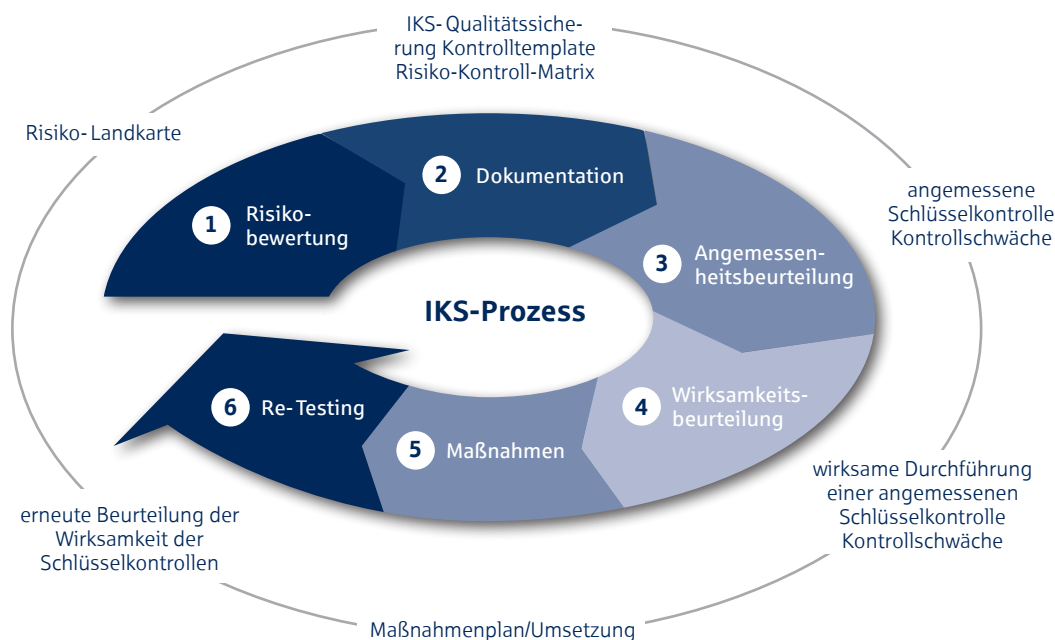 IKS- Qualitätssiche-
rung Kontrolltemplate
Risiko-Kontroll-Matrix
Risiko- Landkarte
angemessene
Schlüsselkontrolle
Kontrollschwäche
wirksame Durchführung
einer angemessenen
Schlüsselkontrolle
Kontrollschwäche
Maßnahmenplan/Umsetzung
erneute Beurteilung der
Wirksamkeit der
Schlüsselkontrollen
IKS-Prozess
1 Risiko-
bewertung
2 Dokumentation
3 Angemessen-
heitsbeurteilung
4 Wirksamkeits-
beurteilung
5 Maßnahmen
6 Re- Testing